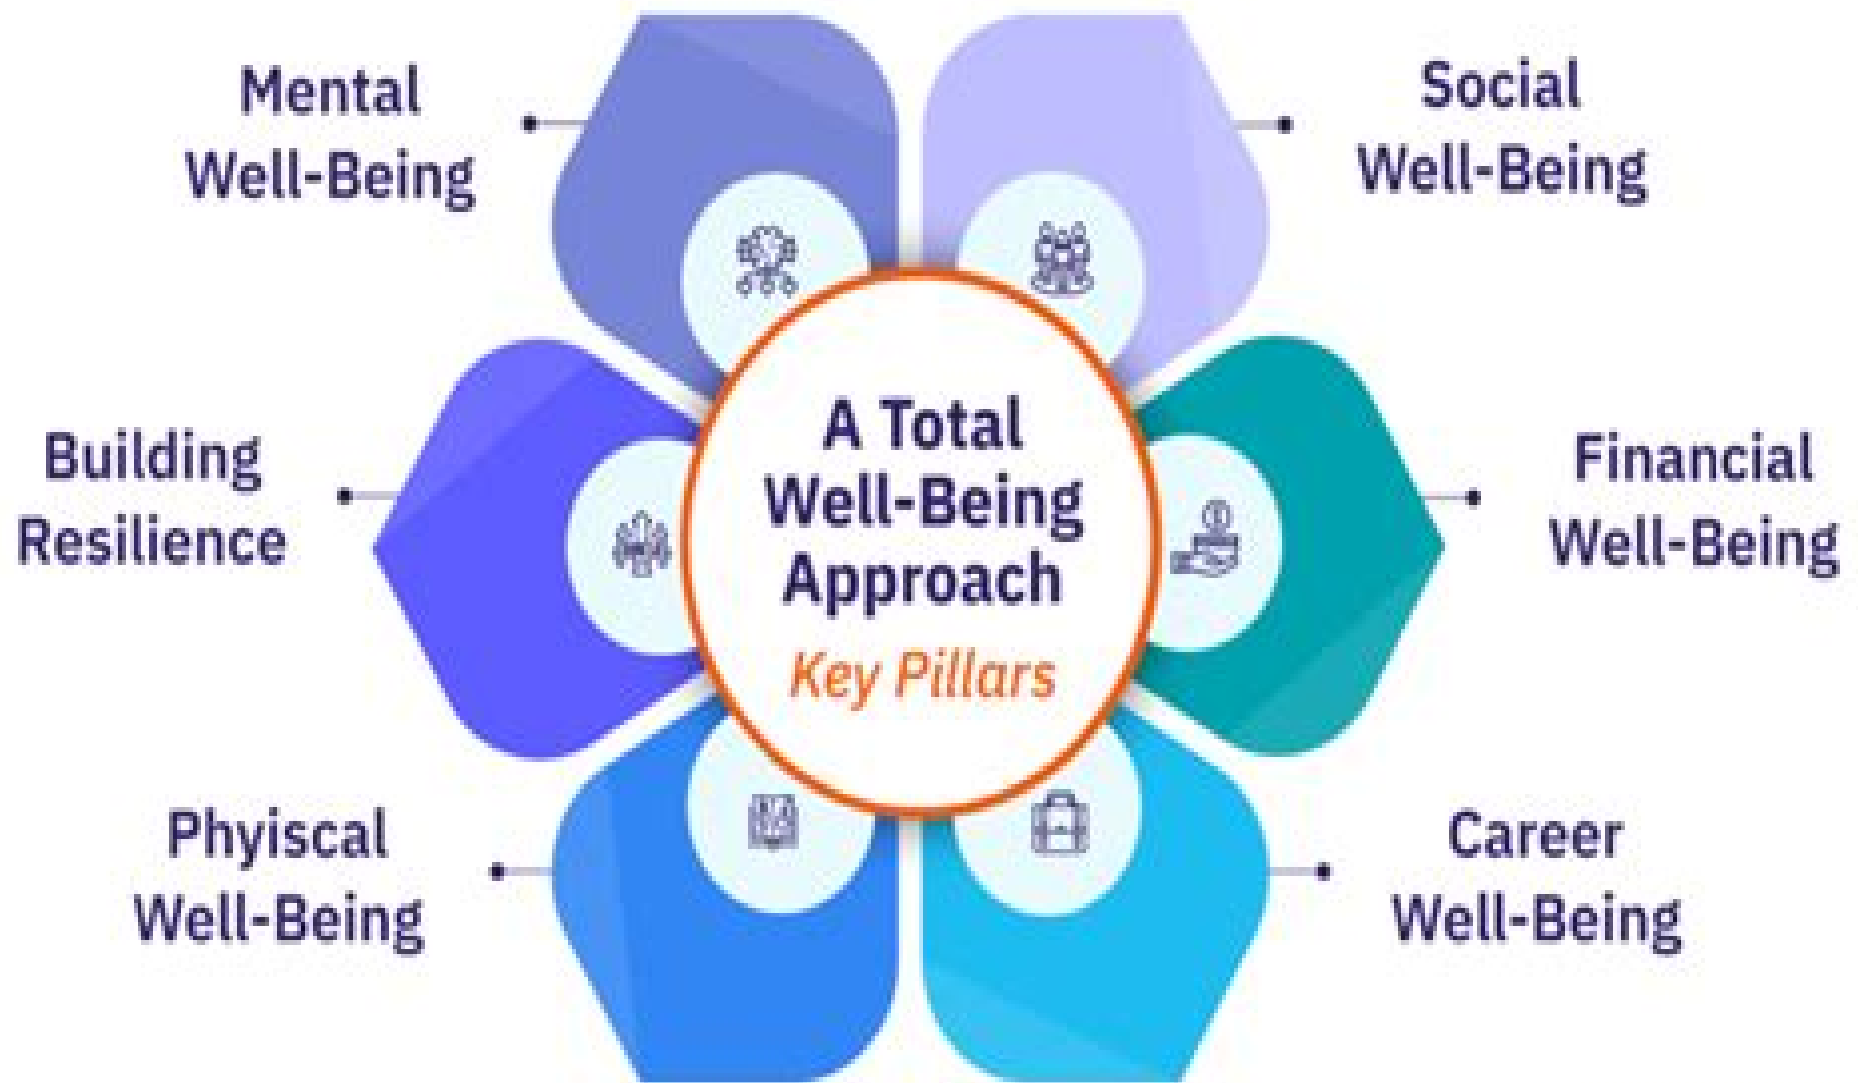 Mental
Well-Being
Social
Well-Being
Building
Resilience
A Total
Well-Being
Approach
Key Pillars
Financial
Well-Being
Phyiscal
Well-Being
Career
Well-Being